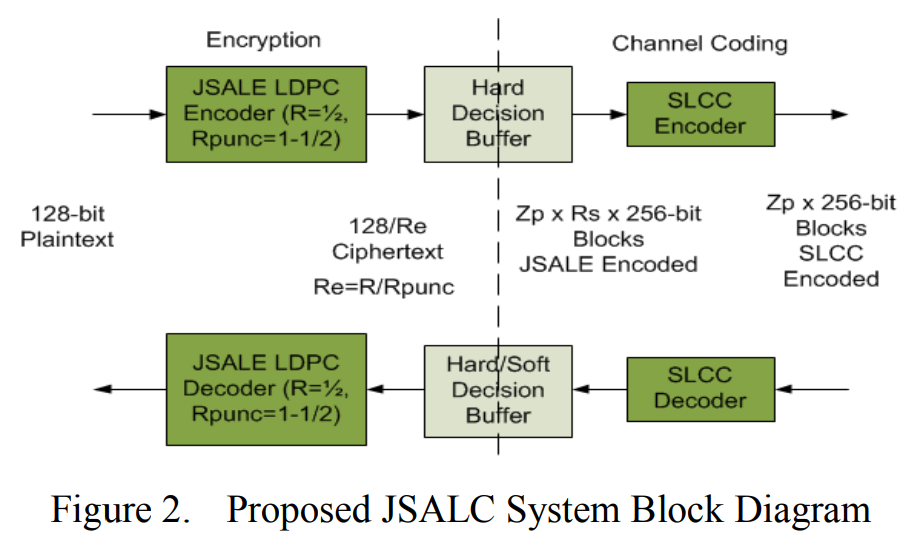 Encryption
Channel Coding
JSALE LDPC
Encoder (R=½,
Rpunc=1-1/2)
Hard
Decision
Buffer
SLCC
Encoder
128-bit
Plaintext
128/Re
Ciphertext
Re=R/Rpunc
Zp x Rs x 256-bit
Blocks
JSALE Encoded
Zp x 256-bit
Blocks
SLCC
Encoded
JSALE LDPC
Decoder (R=½,
Rpunc=1-1/2)
Hard/Soft
Decision
Buffer
SLCC
Decoder
Figure 2. Proposed JSALC System Block Diagram